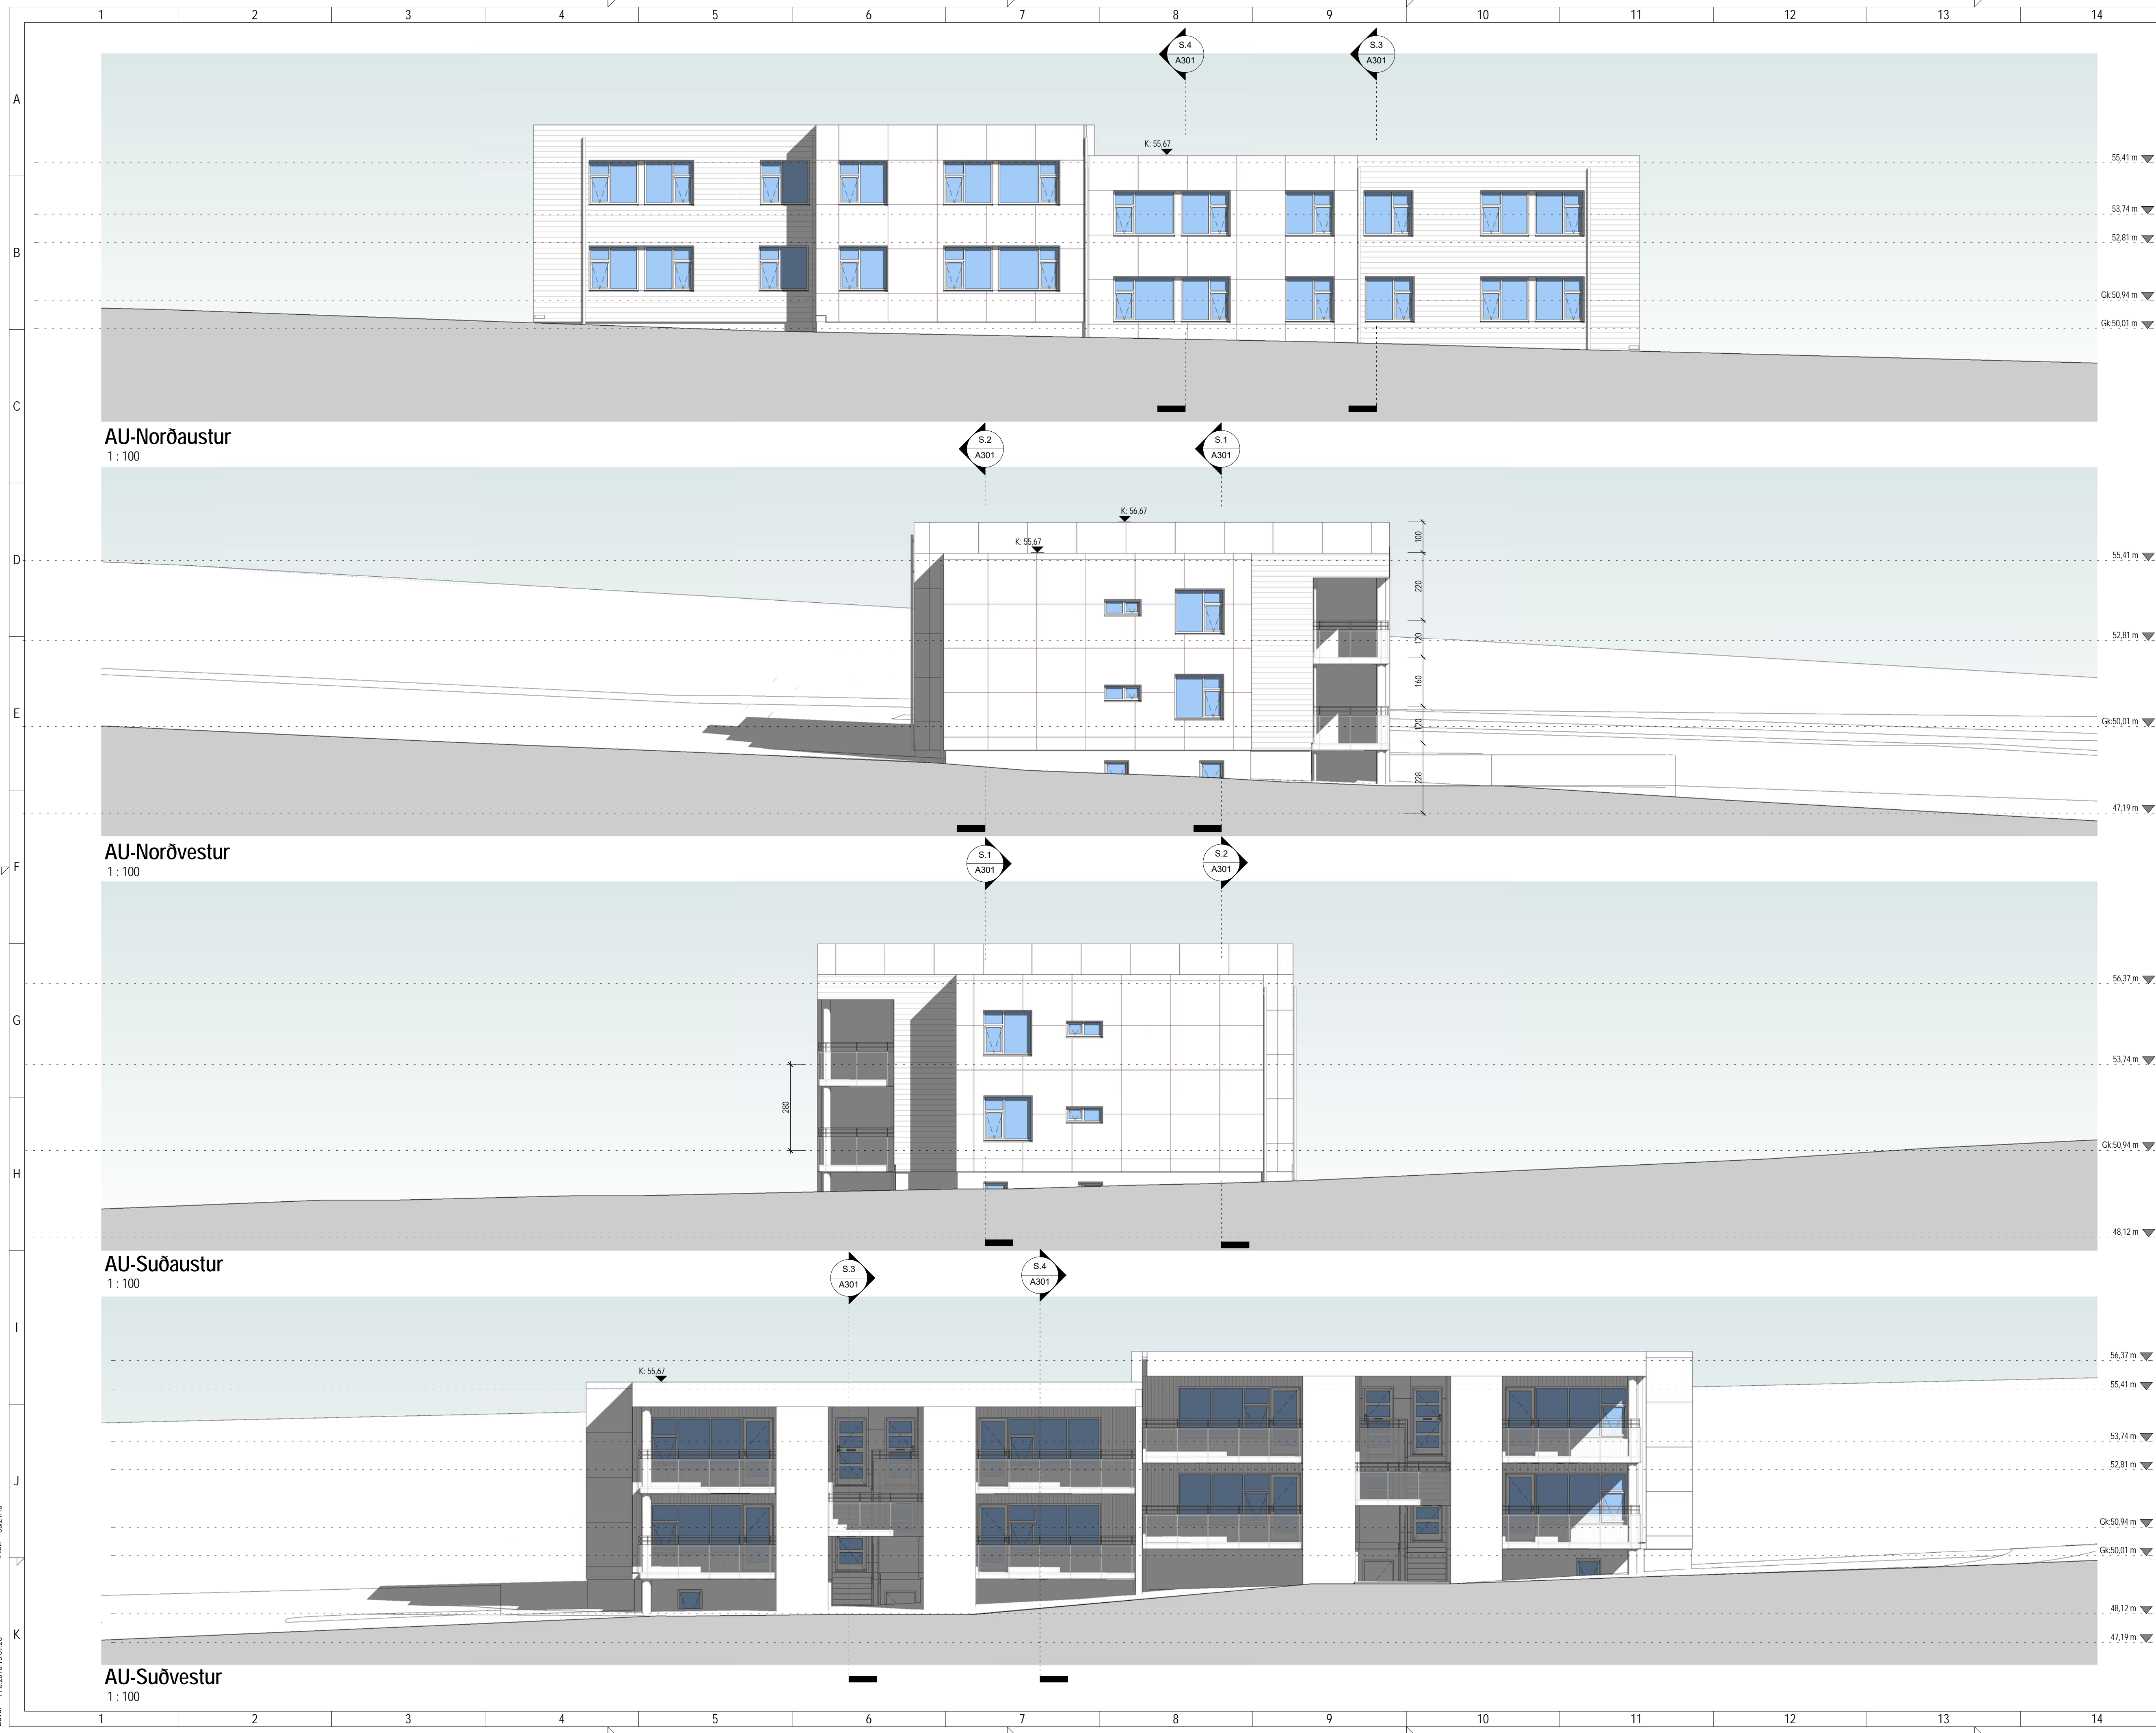 1 2 3 4 5 6 7 8 9 10 11 12 13 14
A
B
C
D
E
F
G
H
I
J
K
S.4
A301
S.3
A301
K: 55,67
55,41 m
53,74 m
52,81 m
Gk:50,94 m
Gk:50,01 m
AU-Norðaustur
1 : 100
S.2
A301
S.1
A301
K: 56,67
K: 55,67
100
220
120
160
120
228
55,41 m
52,81 m
Gk:50,01 m
47,19 m
AU-Norðvestur
1 : 100
S.1
A301
S.2
A301
280
56,37 m
53,74 m
Gk:50,94 m
48,12 m
AU-Suðaustur
1 : 100
S.3
A301
S.4
A301
K: 55,67
56,37 m
55,41 m
53,74 m
52,81 m
Gk:50,94 m
Gk:50,01 m
48,12 m
47,19 m
AU-Suðvestur
1 : 100
1 2 3 4 5 6 7 8 9 10 11 12 13 14